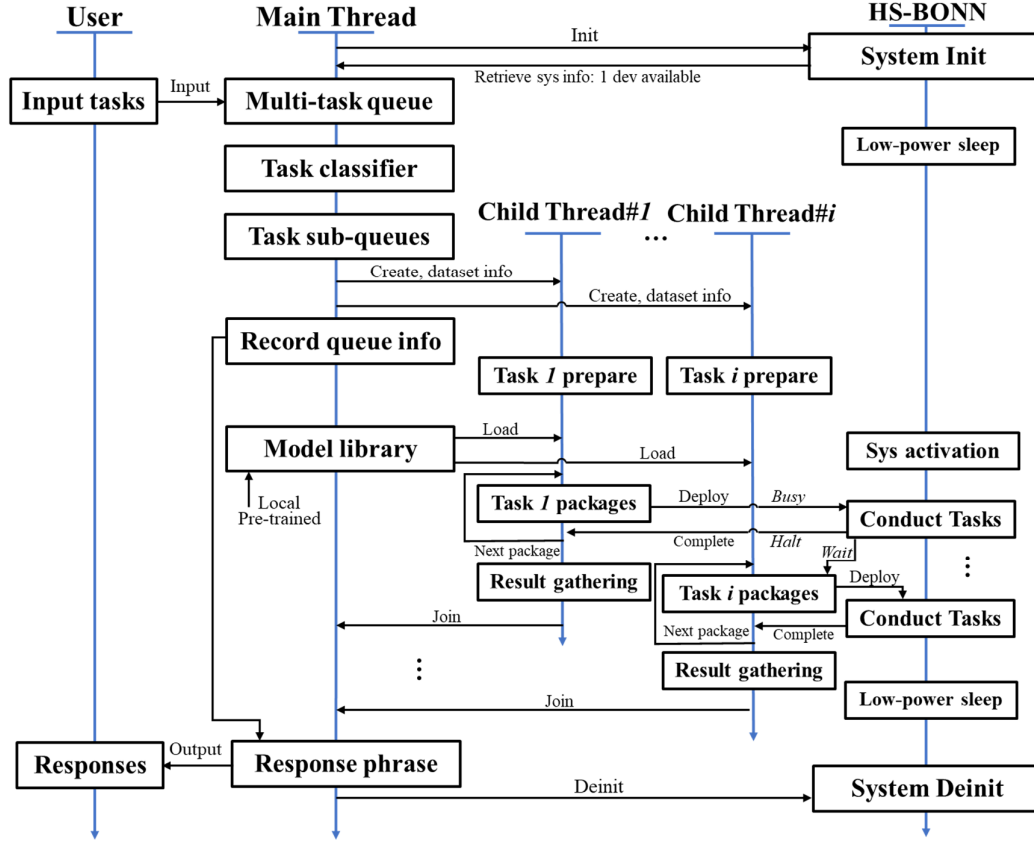 User
Main Thread
HS-BONN
Init
System Init
Retrieve sys info: 1 dev available
Input tasks
Input
Multi-task queue
Low-power sleep
Task classifier
Child Thread#1
...
Child Thread#i
Task sub-queues
Create, dataset info
Create, dataset info
Record queue info
Task 1 prepare
Task i prepare
Model library
Load
Load
Sys activation
Local
Pre-trained
Task 1 packages
Deploy
Busy
Conduct Tasks
Complete
Halt
Next package
Wait
...
Result gathering
Task i packages
Deploy
Conduct Tasks
Join
Next package
Complete
...
Result gathering
Low-power sleep
Join
Responses
Output
Response phrase
Deinit
System Deinit